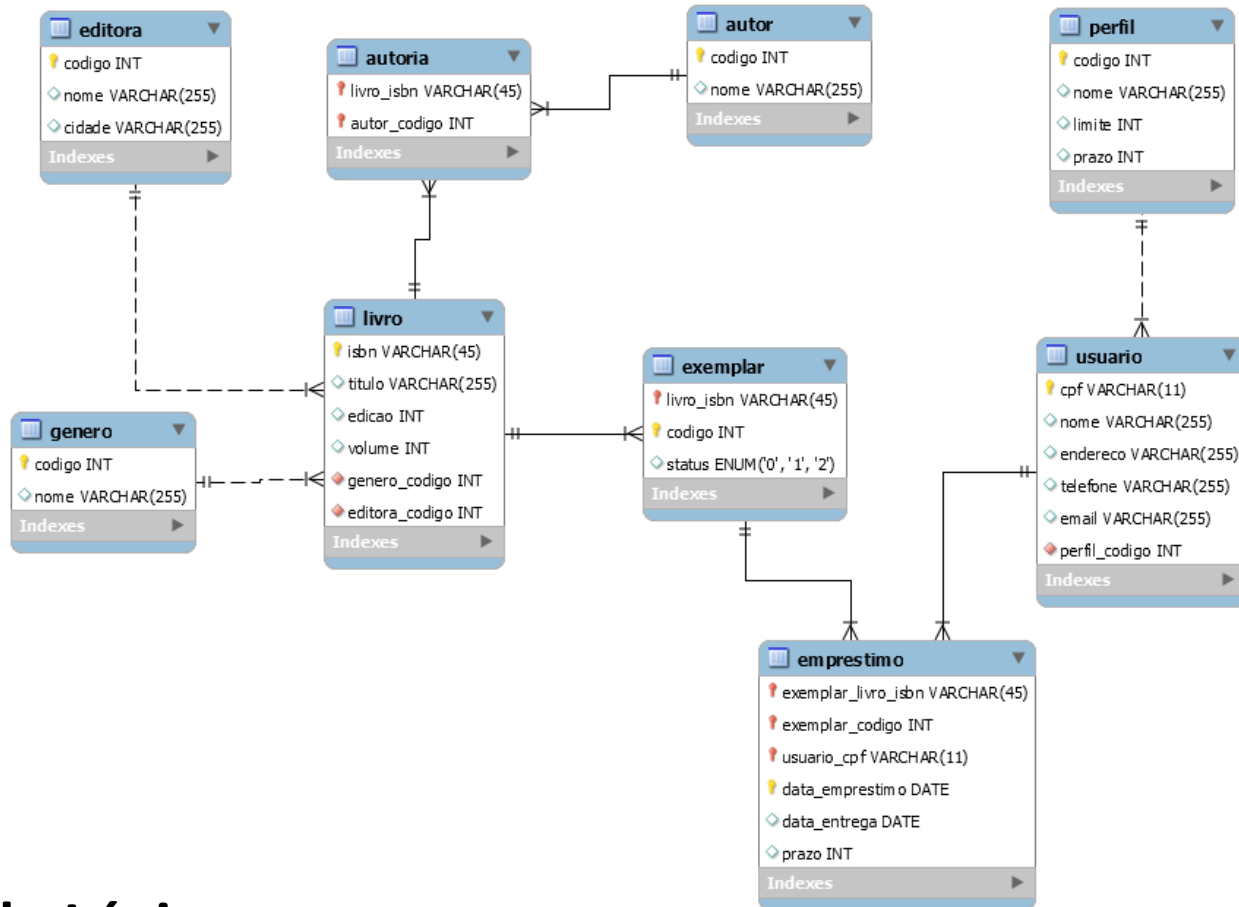 editora
codigo INT
nome VARCHAR(255)
cidade VARCHAR(255)
Indexes
autoria
livro_isbn VARCHAR(45)
autor_codigo INT
Indexes
autor
codigo INT
nome VARCHAR(255)
Indexes
perfil
codigo INT
nome VARCHAR(255)
limite INT
prazo INT
Indexes
livro
isbn VARCHAR(45)
titulo VARCHAR(255)
edicao INT
volume INT
genero_codigo INT
editora_codigo INT
Indexes
genero
codigo INT
nome VARCHAR(255)
Indexes
exemplar
livro_isbn VARCHAR(45)
codigo INT
status ENUM('0', '1', '2')
Indexes
usuario
cpf VARCHAR(11)
nome VARCHAR(255)
endereco VARCHAR(255)
telefone VARCHAR(255)
email VARCHAR(255)
perfil_codigo INT
Indexes
emprestimo
exemplar_livro_isbn VARCHAR(45)
exemplar_codigo INT
usuario_cpf VARCHAR(11)
data_emprestimo DATE
data_entrega DATE
prazo INT
Indexes